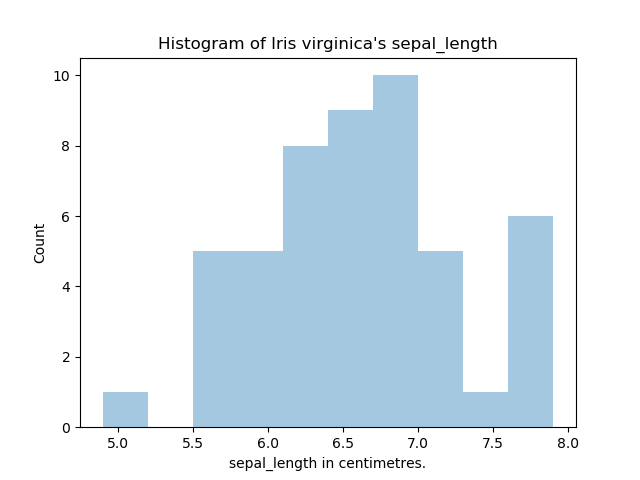 Histogram of Iris virginica's sepal_length
10
8
6
4
2
0
Count
5.0 5.5 6.0 6.5 7.0 7.5 8.0
sepal_length in centimetres.